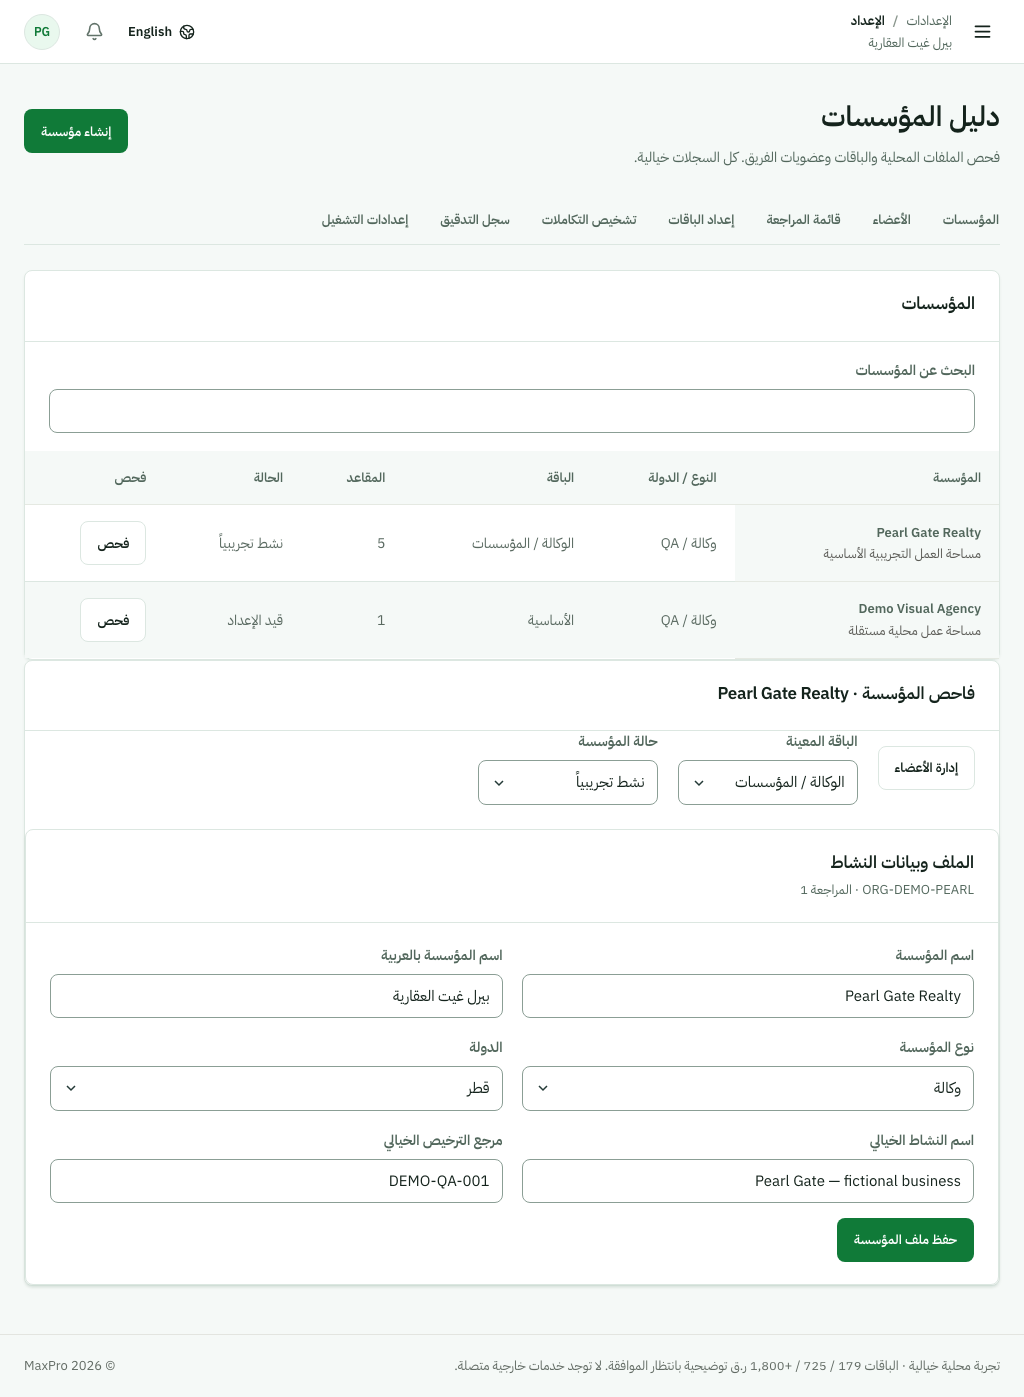 الإعدادات / الإعداد
بيرل غيت العقارية
English
PG
دليل المؤسسات
فحص الملفات المحلية والباقات وعضويات الفريق. كل السجلات خيالية.
إنشاء مؤسسة
المؤسسات
الأعضاء
قائمة المراجعة
إعداد الباقات
تشخيص التكاملات
سجل التدقيق
إعدادات التشغيل
المؤسسات
البحث عن المؤسسات
المؤسسة
النوع / الدولة
الباقة
المقاعد
الحالة
فحص
Pearl Gate Realty
مساحة العمل التجريبية الأساسية
وكالة / QA
الوكالة / المؤسسات
5
نشط تجريبياً
فحص
Demo Visual Agency
مساحة عمل محلية مستقلة
وكالة / QA
الأساسية
1
قيد الإعداد
فحص
فاحص المؤسسة · Pearl Gate Realty
إدارة الأعضاء
الباقة المعينة
الوكالة / المؤسسات
حالة المؤسسة
نشط تجريبياً
الملف وبيانات النشاط
ORG-DEMO-PEARL · المراجعة 1
اسم المؤسسة
Pearl Gate Realty
اسم المؤسسة بالعربية
بيرل غيت العقارية
نوع المؤسسة
وكالة
الدولة
قطر
اسم النشاط الخيالي
Pearl Gate — fictional business
مرجع الترخيص الخيالي
DEMO-QA-001
حفظ ملف المؤسسة
تجربة محلية خيالية · الباقات 179 / 725 / +1,800 ر.ق توضيحية بانتظار الموافقة. لا توجد خدمات خارجية متصلة.
© 2026 MaxPro